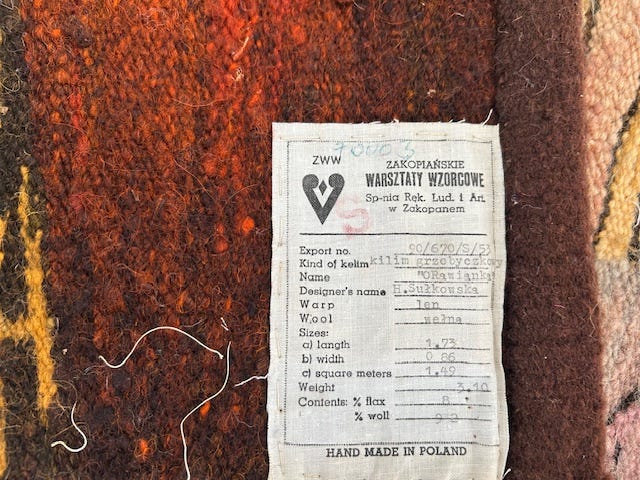 7000
ZWW
ZAKOPIAŃSKIE
WARSZTATY WZORCOWE
Sp-nia Ręk. Lud. i Art.
w Zakopanem
S
Export no. 90/670/S/53
Kind of kelim kilim grzebyczkowy
Name "ORawianka"
Designer's name H.Sułkowska
Warp len
Wool wełna
Sizes:
a) length 1.73
b) width 0 86
c) square meters 1.49
Weight 3.10
Contents: % flax 8
% woll 92
HAND MADE IN POLAND